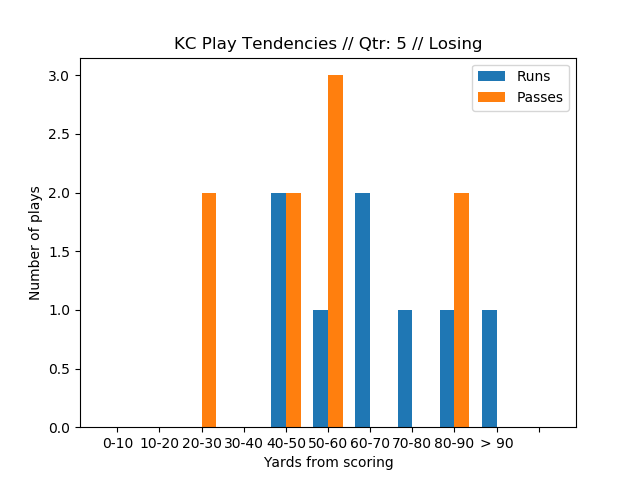 KC Play Tendencies // Qtr: 5 // Losing
Runs
Passes
Number of plays
3.0
2.5
2.0
1.5
1.0
0.5
0.0
0-10 10-20 20-30 30-40 40-50 50-60 60-70 70-80 80-90 > 90
Yards from scoring